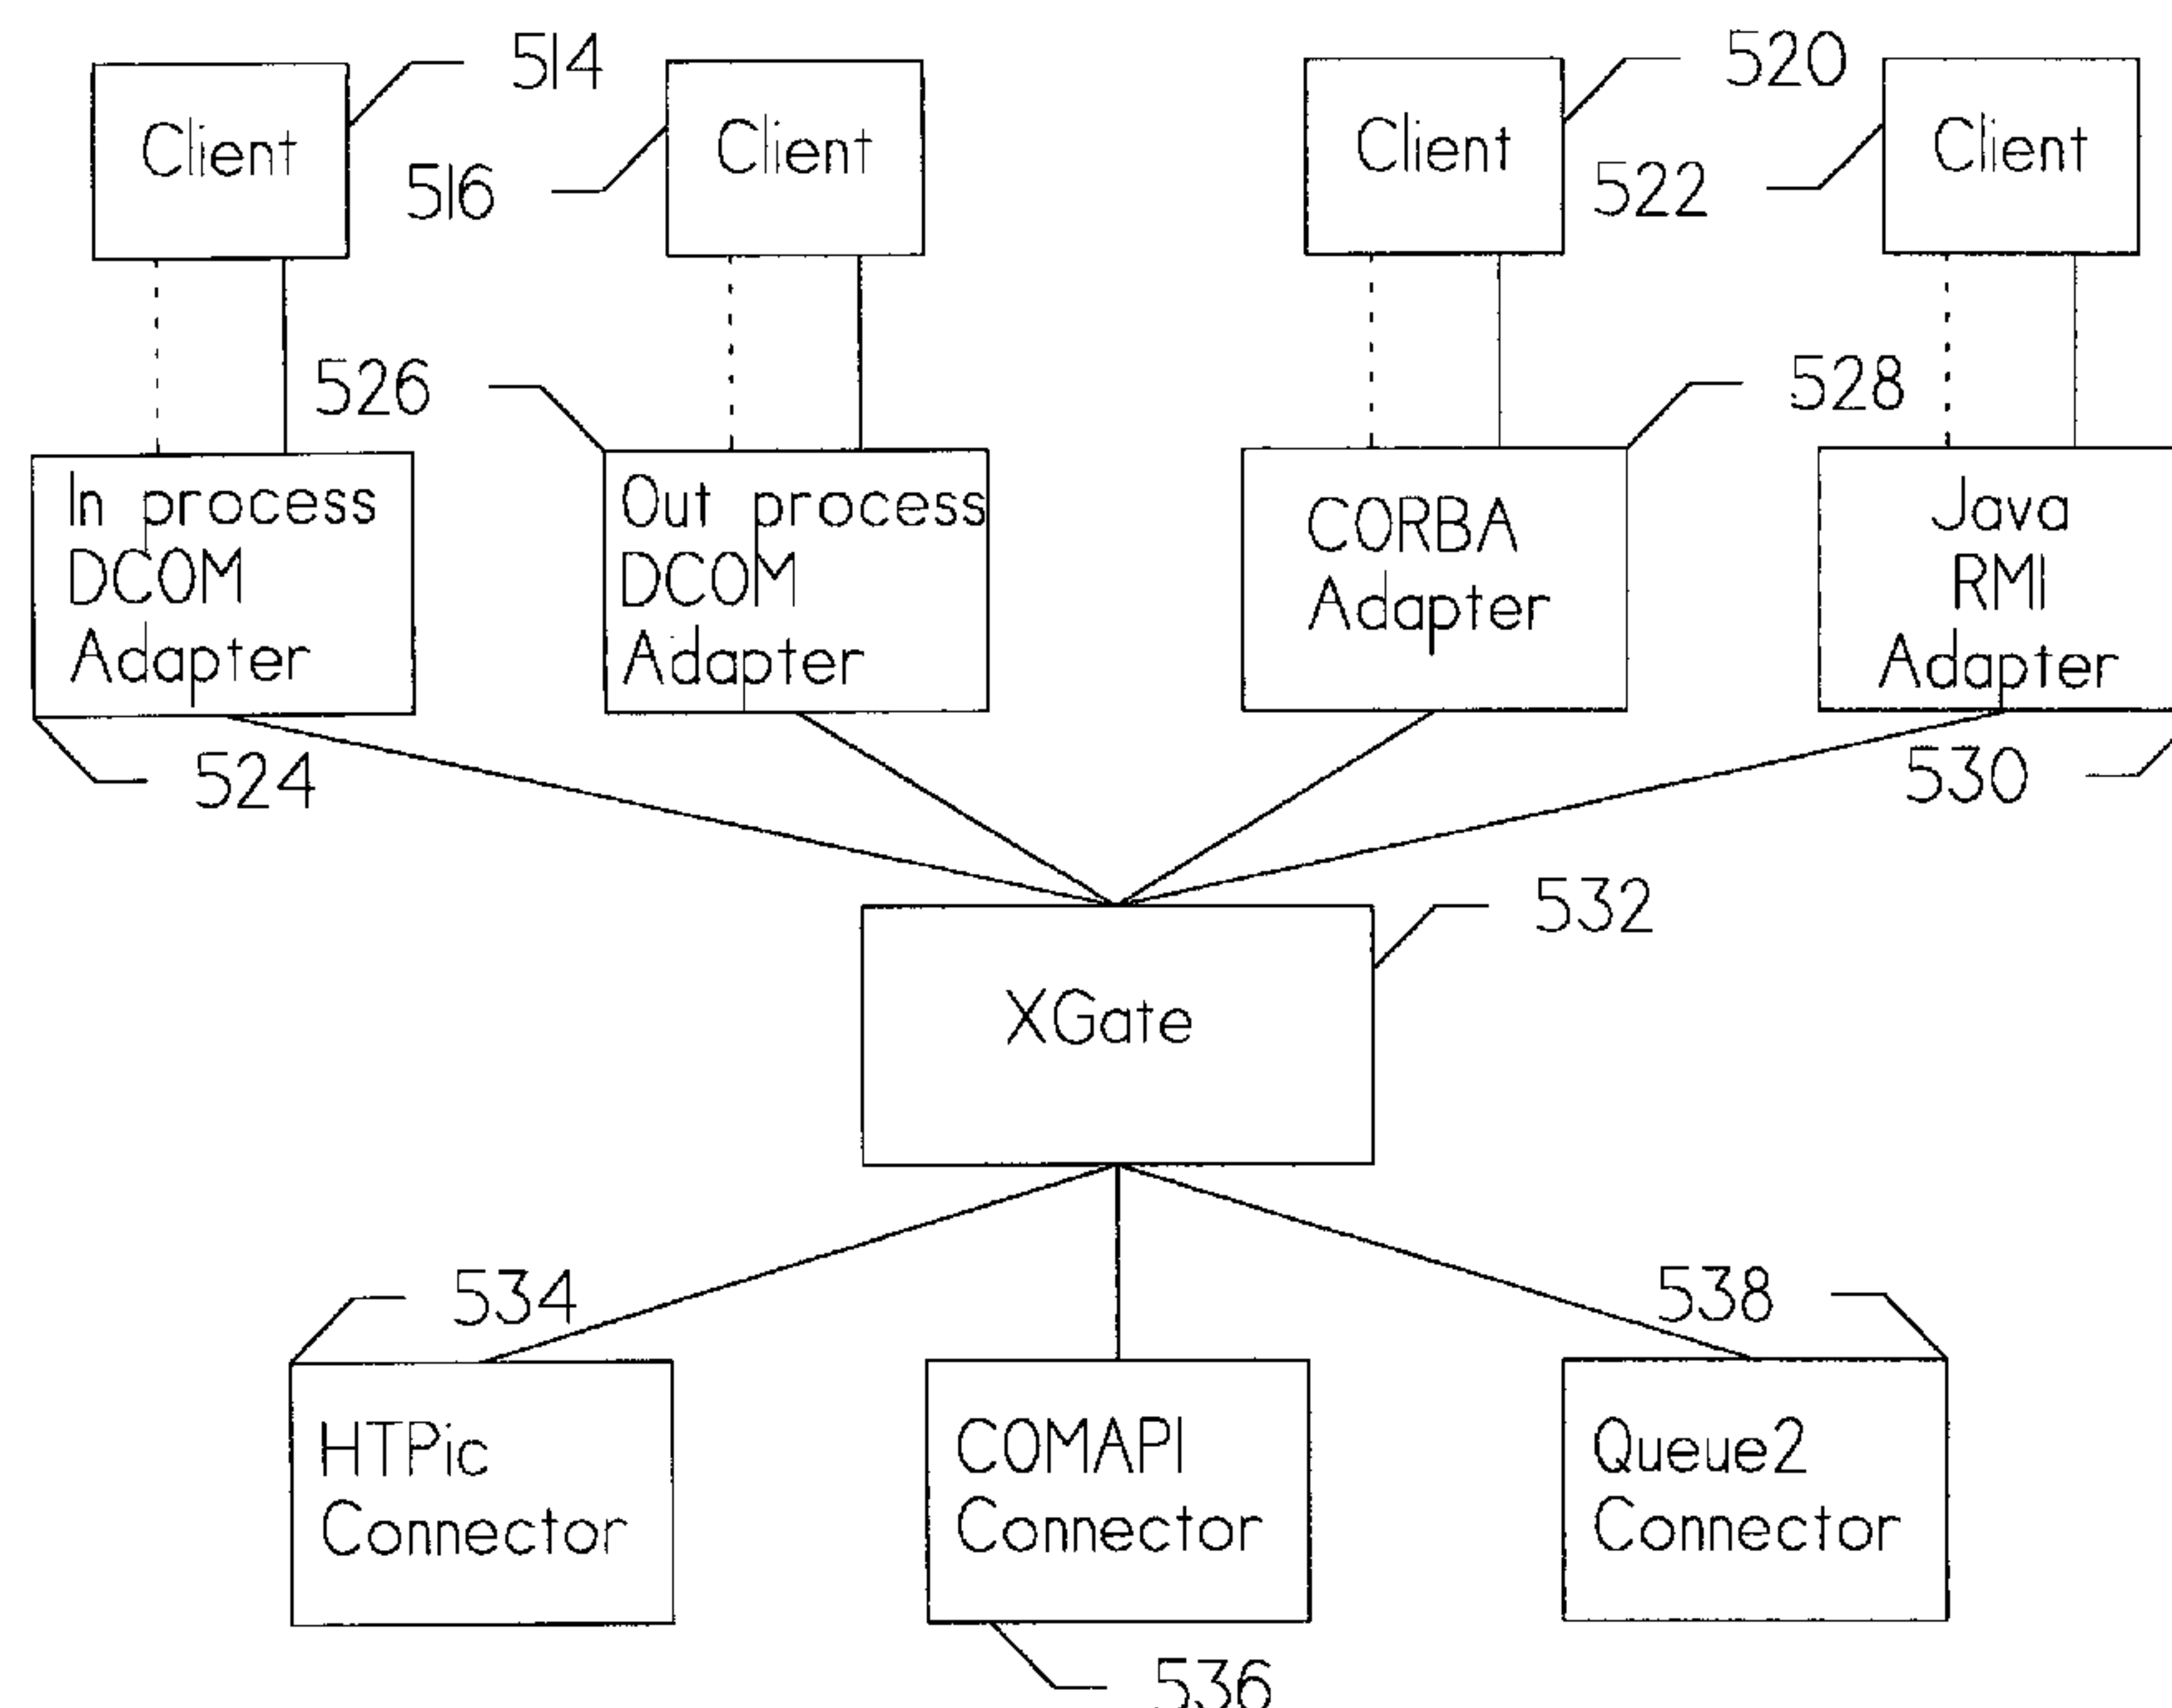 514
520
Client
Client
Client
Client
516
522
526
528
In process
DCOM
Adapter
Out process
DCOM
Adapter
CORBA
Adapter
Java
RMI
Adapter
524
530
532
XGate
534
538
HTPic
Connector
COMAPI
Connector
Queue2
Connector
536